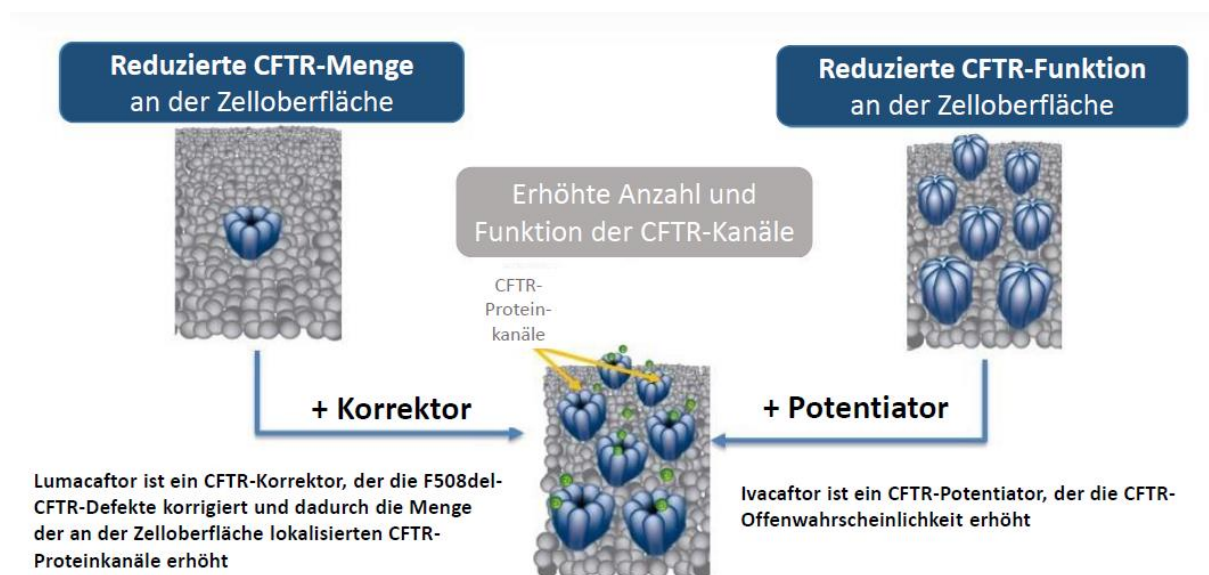 Reduzierte CFTR-Menge
an der Zelloberfläche
Reduzierte CFTR-Funktion
an der Zelloberfläche
Erhöhte Anzahl und
Funktion der CFTR-Kanäle
CFTR-
Protein-
kanäle
+ Korrektor
+ Potentiator
Lumacaftor ist ein CFTR-Korrektor, der die F508del-
CFTR-Defekte korrigiert und dadurch die Menge
der an der Zelloberfläche lokalisierten CFTR-
Proteinkanäle erhöht
Ivacaftor ist ein CFTR-Potentiator, der die CFTR-
Offenwahrscheinlichkeit erhöht